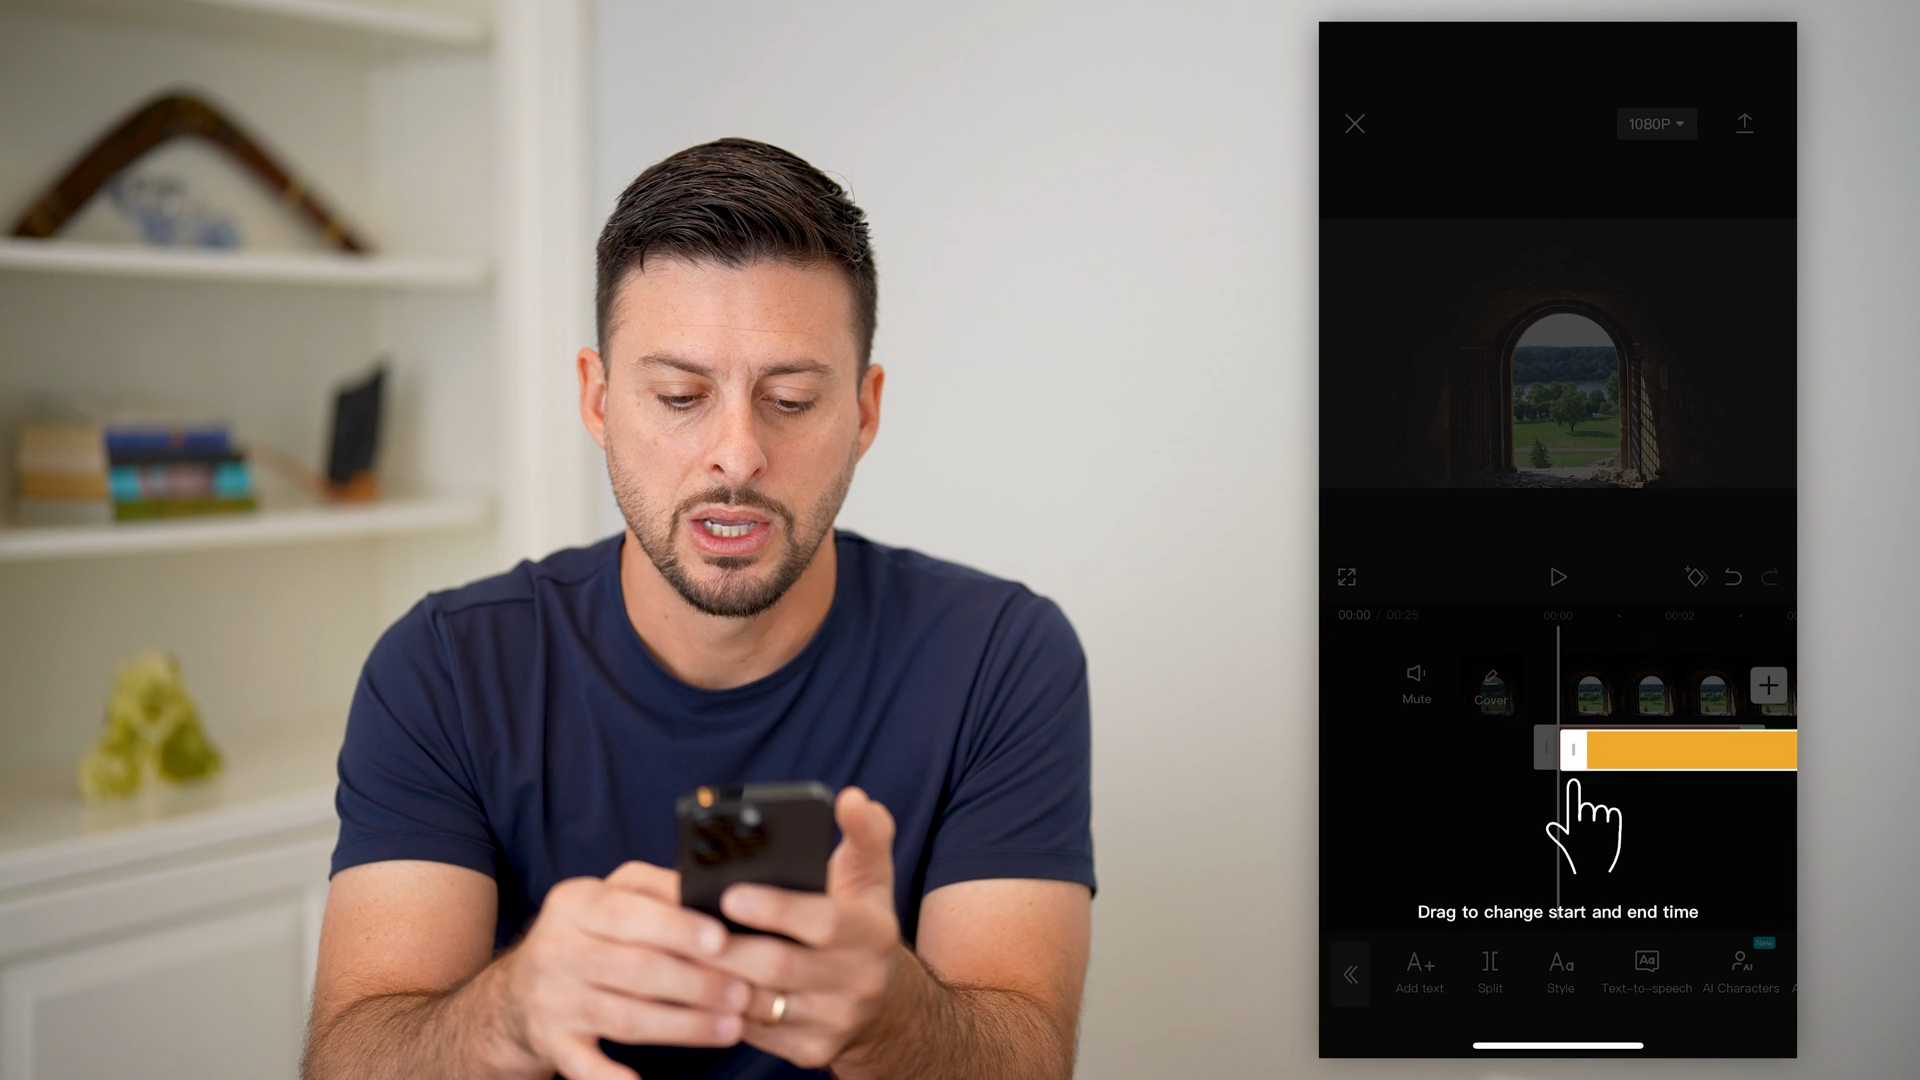 1080P
00:00 / 00:25
00:00
00:02
Mute
Cover
Drag to change start and end time
New
Add text
Split
Style
Text-to-speech
AI Characters